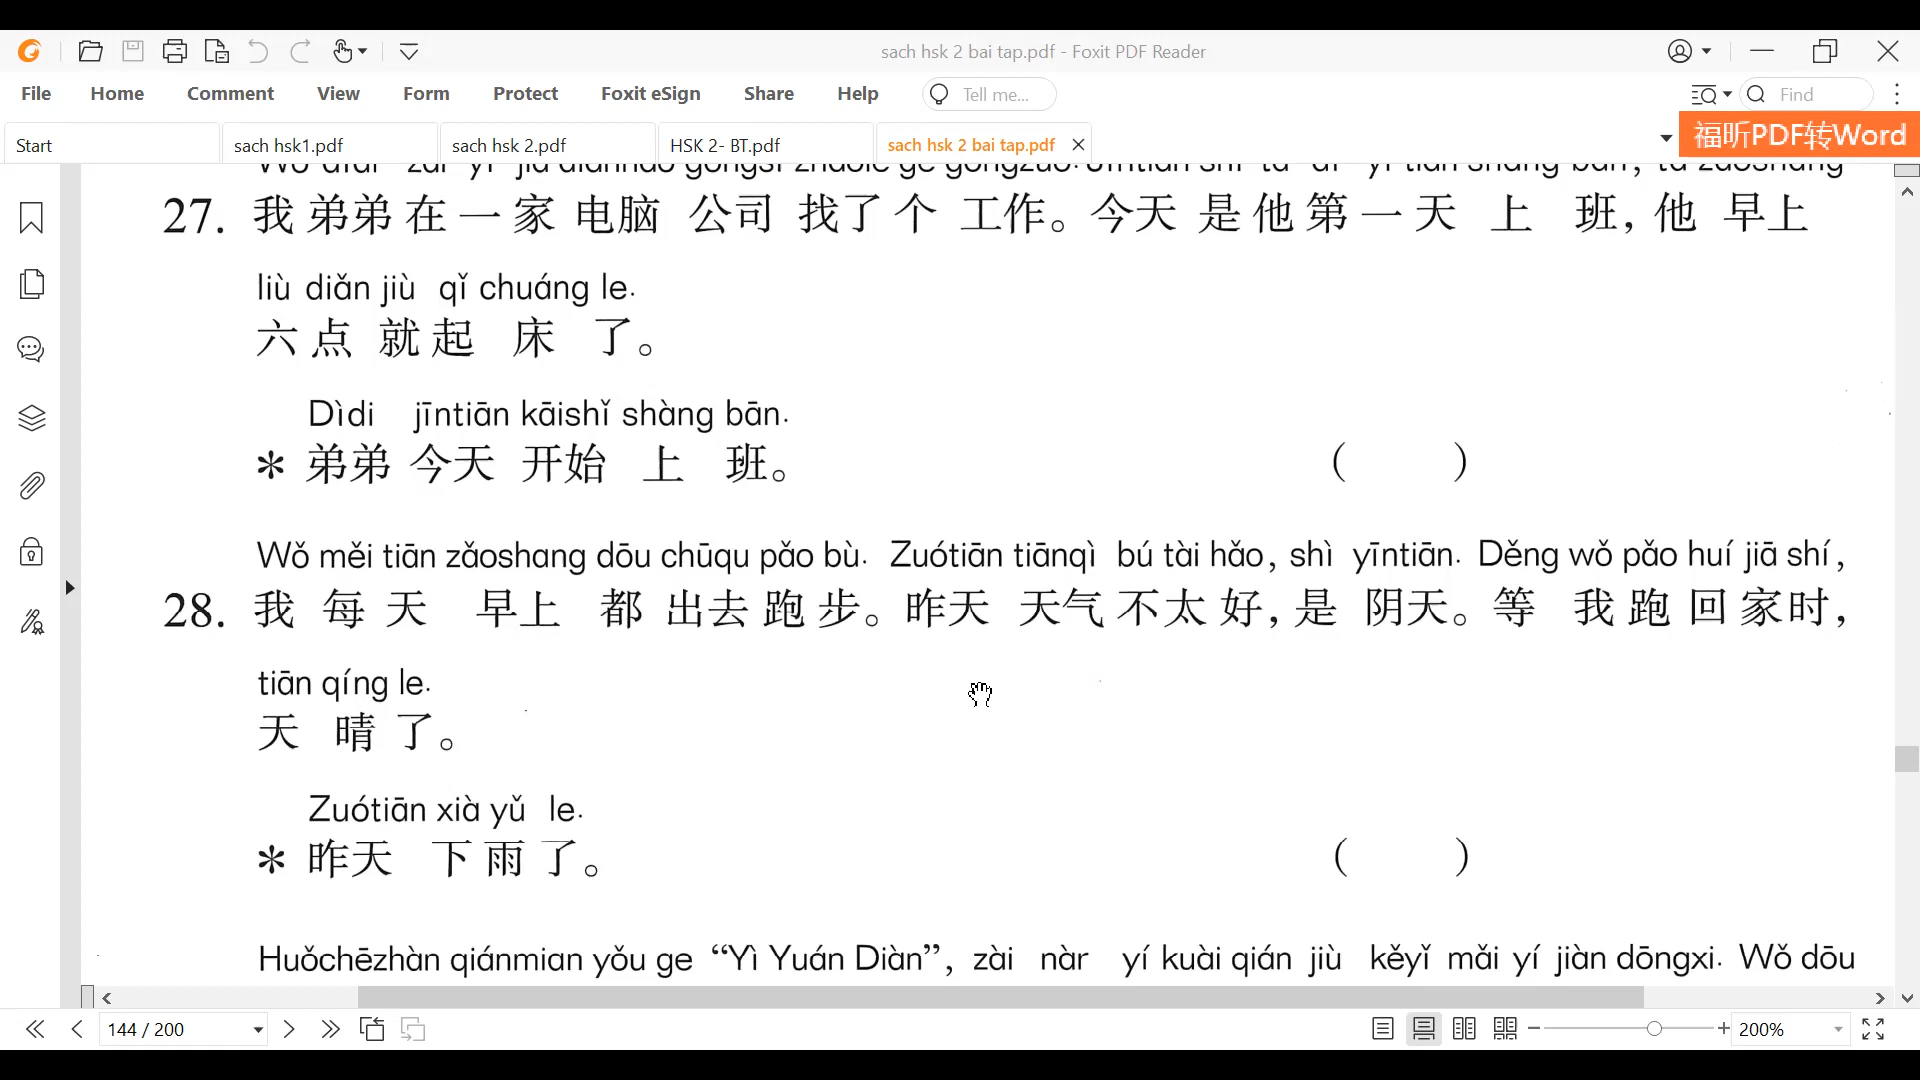 sach hsk 2 bai tap.pdf - Foxit PDF Reader
File Home Comment View Form Protect Foxit eSign Share Help Tell me... Find
Start sach hsk1.pdf sach hsk 2.pdf HSK 2- BT.pdf sach hsk 2 bai tap.pdf 福昕PDF转Word
27. 我弟弟在一家电脑公司找了个工作。今天是他第一天上班,他早上
liù diǎn jiù qǐ chuáng le.
六点就起床了。
Dìdi jīntiān kāishǐ shàng bān.
* 弟弟今天开始上班。 ( )
Wǒ měi tiān zǎoshang dōu chūqu pǎo bù. Zuótiān tiānqì bú tài hǎo, shì yīntiān. Děng wǒ pǎo huí jiā shí,
28. 我每天早上都出去跑步。昨天天气不太好,是阴天。等我跑回家时,
tiān qíng le.
天晴了。
Zuótiān xià yǔ le.
* 昨天下雨了。 ( )
Huǒchēzhàn qiánmian yǒu ge “Yì Yuán Diàn”, zài nàr yí kuài qián jiù kěyǐ mǎi yí jiàn dōngxi. Wǒ dōu
144 / 200 200%